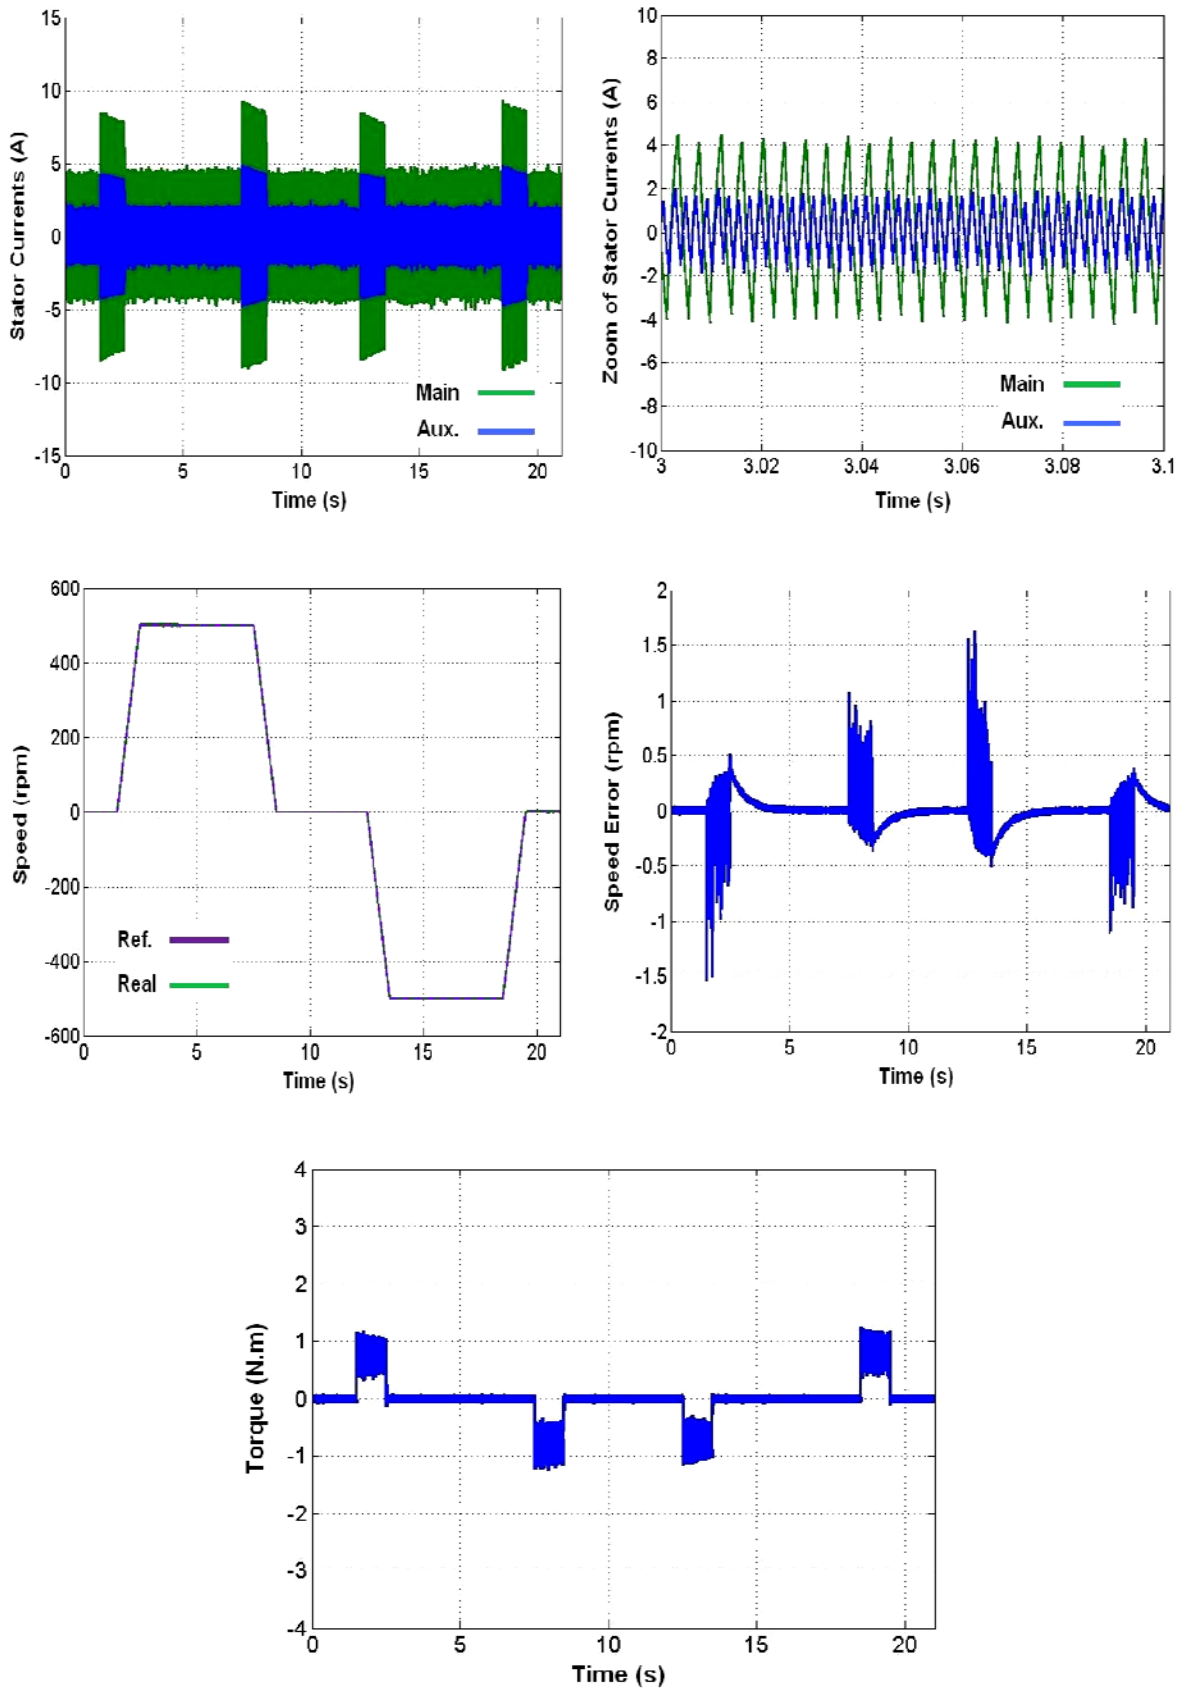 15
10
5
0
-5
-10
-15
0 5 10 15 20
Stator Currents (A)
Time (s)
Main
Aux.
10
8
6
4
2
0
-2
-4
-6
-8
-10
3 3.02 3.04 3.06 3.08 3.1
Zoom of Stator Currents (A)
Time (s)
Main
Aux.
600
400
200
0
-200
-400
-600
0 5 10 15 20
Speed (rpm)
Time (s)
Ref.
Real
2
1.5
1
0.5
0
-0.5
-1
-1.5
-2
0 5 10 15 20
Speed Error (rpm)
Time (s)
4
3
2
1
0
-1
-2
-3
-4
0 5 10 15 20
Torque (N.m)
Time (s)